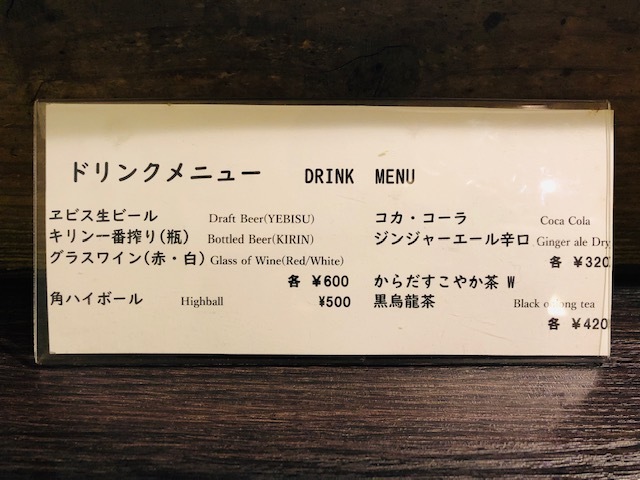 ドリンクメニュー DRINK MENU
ヱビス生ビール Draft Beer(YEBISU)
キリン一番搾り(瓶) Bottled Beer(KIRIN)
グラスワイン(赤・白) Glass of Wine(Red/White)
各 ¥600
角ハイボール Highball ¥500
コカ・コーラ Coca Cola
ジンジャーエール辛口 Ginger ale Dry
各 ¥320
からだすこやか茶 W
黒烏龍茶 Black oolong tea
各 ¥420